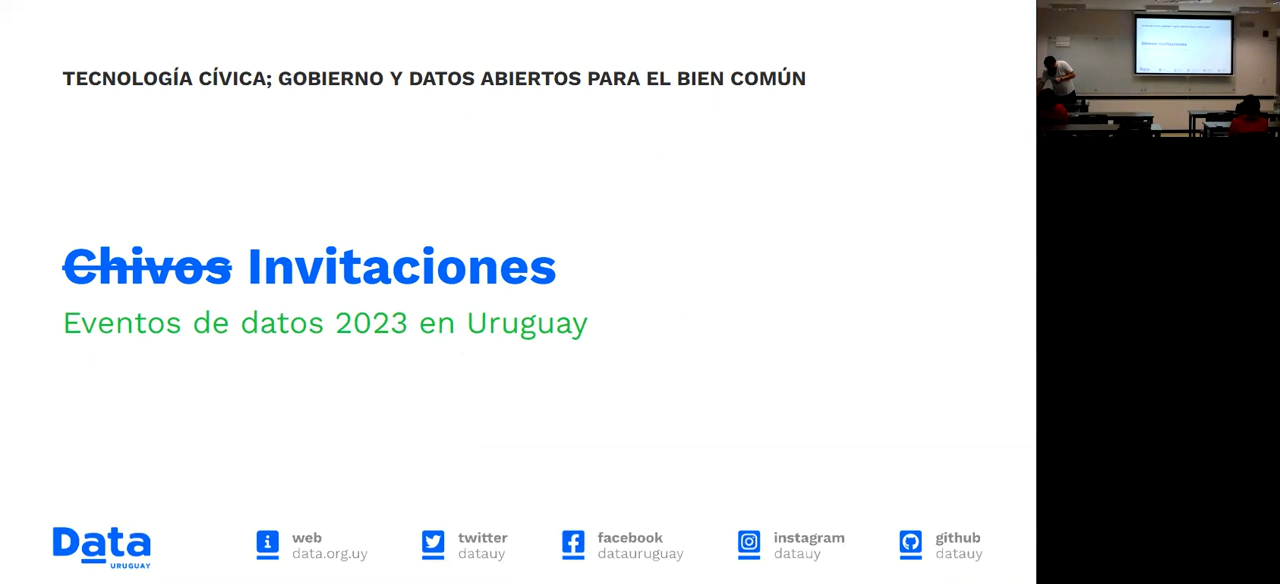 TECNOLOGÍA CÍVICA; GOBIERNO Y DATOS ABIERTOS PARA EL BIEN COMÚN
Chivos Invitaciones
Eventos de datos 2023 en Uruguay
Data
URUGUAY
web
data.org.uy
twitter
datauy
facebook
datauruguay
instagram
datauy
github
datauy